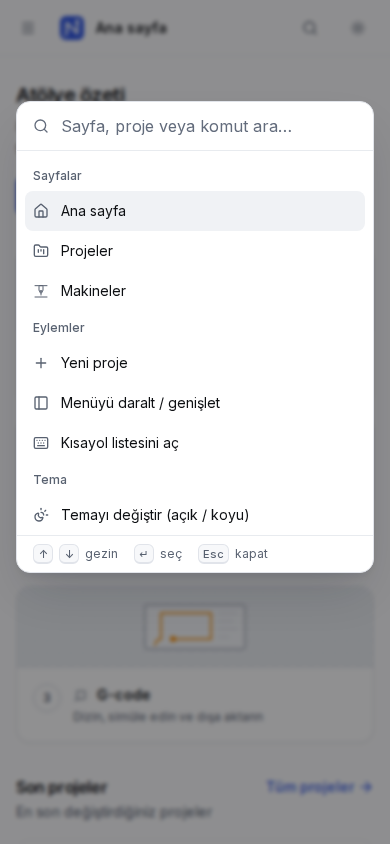 Ana sayfa
Atölye özeti
Sayfa, proje veya komut ara...
Sayfalar
Ana sayfa
Projeler
Makineler
Eylemler
Yeni proje
Menüyü daralt / genişlet
Kısayol listesini aç
Tema
Temayı değiştir (açık / koyu)
↑ ↓ gezin ↵ seç Esc kapat
3 G-code
Dizin, simüle edin ve dışa aktarın
Son projeler Tüm projeler →
En son değiştirdiğiniz projeler